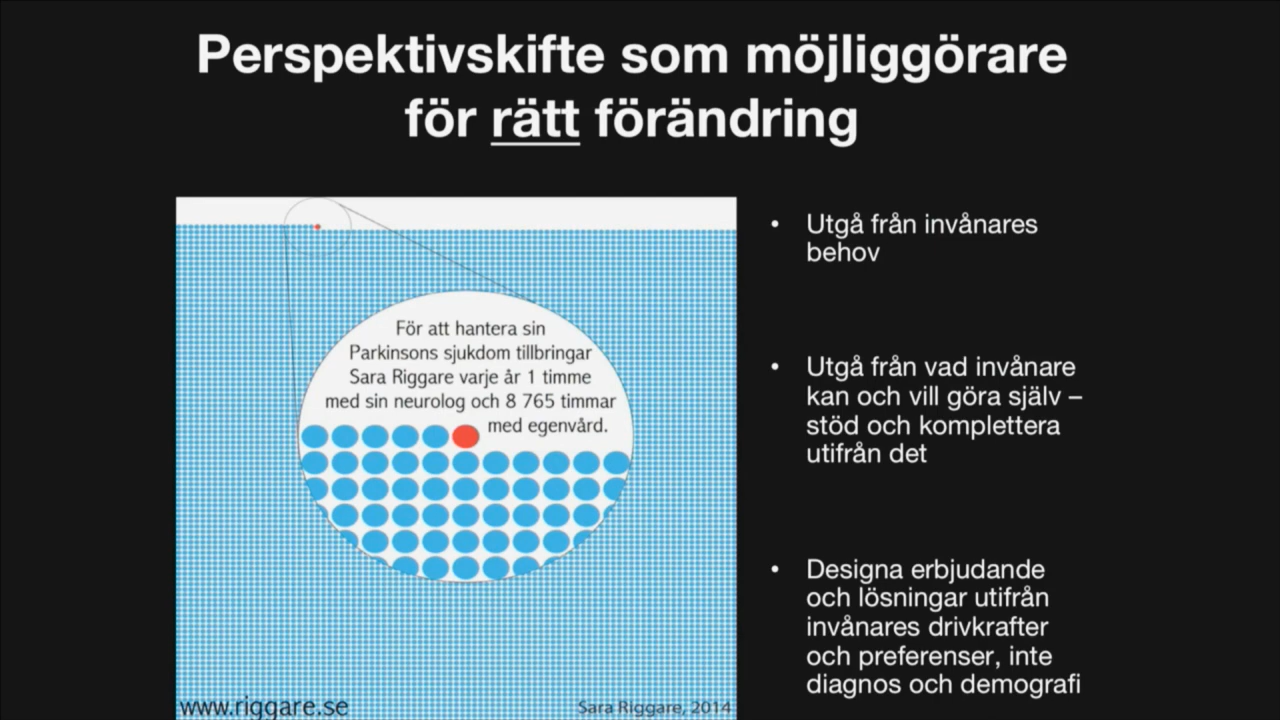 Perspektivskifte som möjliggörare
för rätt förändring
För att hantera sin
Parkinsons sjukdom tillbringar
Sara Riggare varje år 1 timme
med sin neurolog och 8 765 timmar
med egenvård.
www.riggare.se
Sara Riggare, 2014
• Utgå från invånares
behov
• Utgå från vad invånare
kan och vill göra själv –
stöd och komplettera
utifrån det
• Designa erbjudande
och lösningar utifrån
invånares drivkrafter
och preferenser, inte
diagnos och demografi